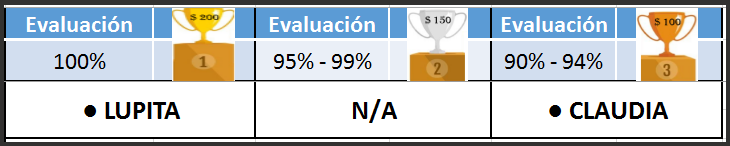 Evaluación $ 200 Evaluación $ 150 Evaluación $ 100
100% 1 95% - 99% 2 90% - 94% 3
● LUPITA N/A ● CLAUDIA